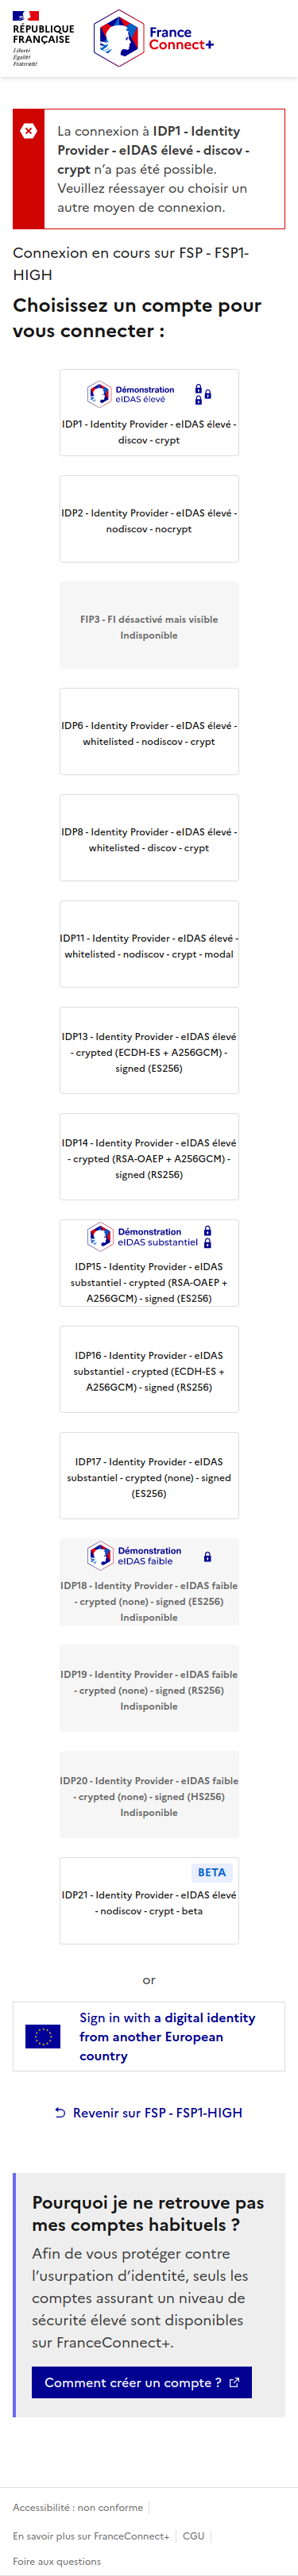 RÉPUBLIQUE
FRANÇAISE
Liberté
Égalité
Fraternité
France
Connect+
La connexion à IDP1 - Identity
Provider - eIDAS élevé - discov -
crypt n’a pas été possible.
Veuillez réessayer ou choisir un
autre moyen de connexion.
Connexion en cours sur FSP - FSP1-
HIGH
Choisissez un compte pour
vous connecter :
Démonstration
eIDAS élevé
IDP1 - Identity Provider - eIDAS élevé -
discov - crypt
IDP2 - Identity Provider - eIDAS élevé -
nodiscov - nocrypt
FIP3 - FI désactivé mais visible
Indisponible
IDP6 - Identity Provider - eIDAS élevé -
whitelisted - nodiscov - crypt
IDP8 - Identity Provider - eIDAS élevé -
whitelisted - discov - crypt
IDP11 - Identity Provider - eIDAS élevé -
whitelisted - nodiscov - crypt - modal
IDP13 - Identity Provider - eIDAS élevé
- crypted (ECDH-ES + A256GCM) -
signed (ES256)
IDP14 - Identity Provider - eIDAS élevé
- crypted (RSA-OAEP + A256GCM) -
signed (RS256)
Démonstration
eIDAS substantiel
IDP15 - Identity Provider - eIDAS
substantiel - crypted (RSA-OAEP +
A256GCM) - signed (ES256)
IDP16 - Identity Provider - eIDAS
substantiel - crypted (ECDH-ES +
A256GCM) - signed (RS256)
IDP17 - Identity Provider - eIDAS
substantiel - crypted (none) - signed
(ES256)
Démonstration
eIDAS faible
IDP18 - Identity Provider - eIDAS faible
- crypted (none) - signed (ES256)
Indisponible
IDP19 - Identity Provider - eIDAS faible
- crypted (none) - signed (RS256)
Indisponible
IDP20 - Identity Provider - eIDAS faible
- crypted (none) - signed (HS256)
Indisponible
BETA
IDP21 - Identity Provider - eIDAS élevé
- nodiscov - crypt - beta
or
Sign in with a digital identity
from another European
country
Revenir sur FSP - FSP1-HIGH
Pourquoi je ne retrouve pas
mes comptes habituels ?
Afin de vous protéger contre
l’usurpation d’identité, seuls les
comptes assurant un niveau de
sécurité élevé sont disponibles
sur FranceConnect+.
Comment créer un compte ?
Accessibilité : non conforme
En savoir plus sur FranceConnect+
CGU
Foire aux questions